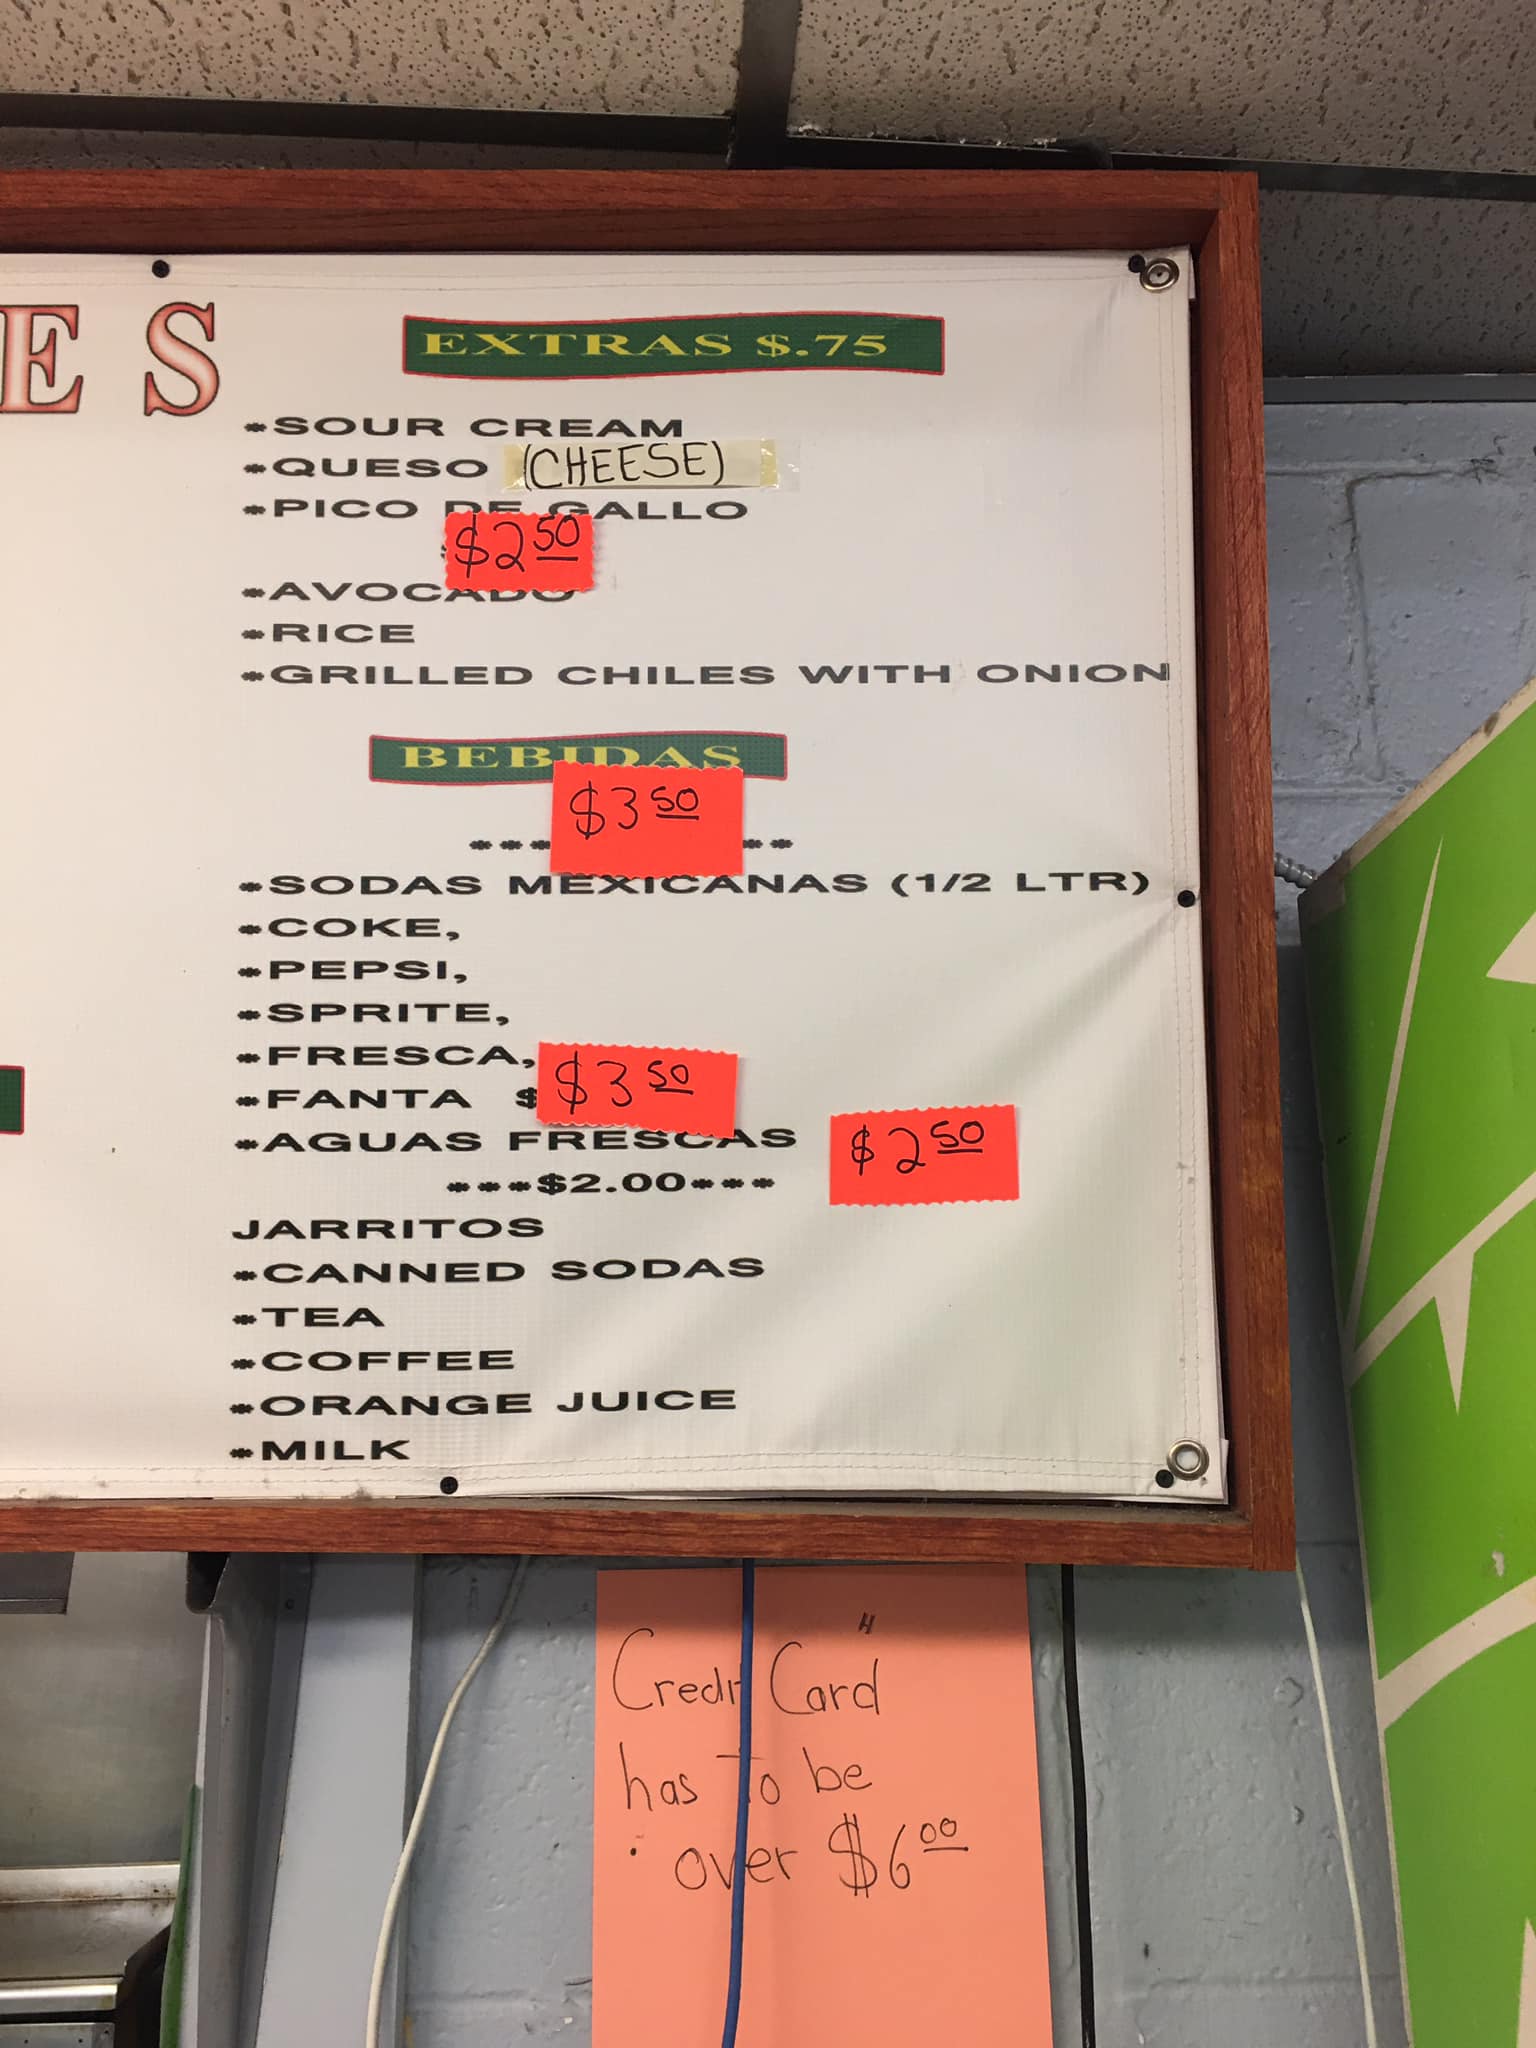 ES
EXTRAS $.75
*SOUR CREAM
*QUESO (CHEESE)
*PICO DE GALLO
$2 50
*AVOCADO
*RICE
*GRILLED CHILES WITH ONION
BEBIDAS
$3 50
*SODAS MEXICANAS (1/2 LTR)
*COKE,
*PEPSI,
*SPRITE,
*FRESCA,
*FANTA $ $3 50
*AGUAS FRESCAS
---$2.00--- $2 50
JARRITOS
*CANNED SODAS
*TEA
*COFFEE
*ORANGE JUICE
*MILK
Credit Card"
has to be
over $6 00